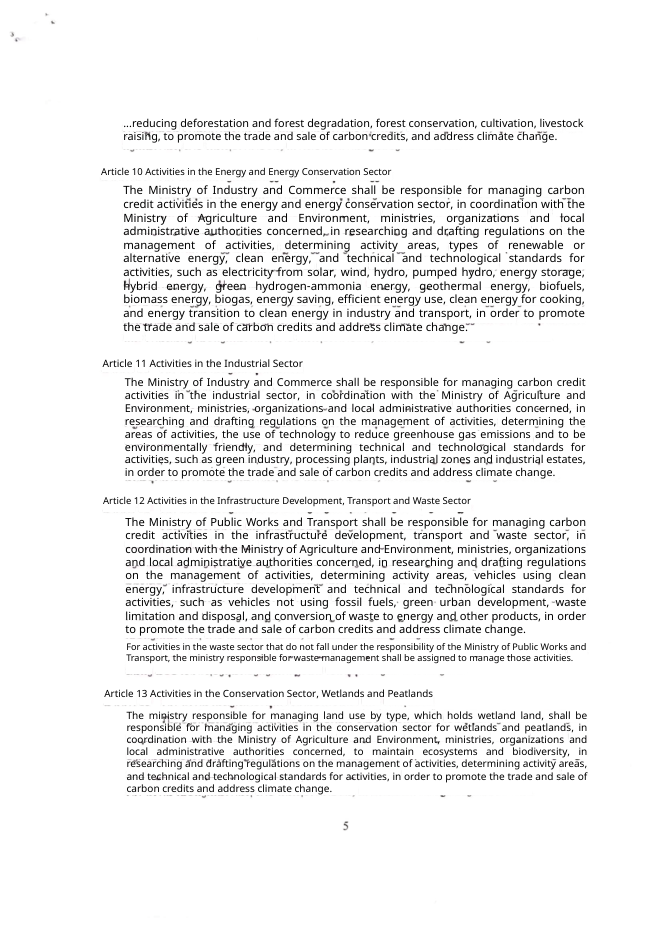 ...reducing deforestation and forest degradation, forest conservation, cultivation, livestock
raising, to promote the trade and sale of carbon credits, and address climate change.
Article 10 Activities in the Energy and Energy Conservation Sector
The Ministry of Industry and Commerce shall be responsible for managing carbon
credit activities in the energy and energy conservation sector, in coordination with the
Ministry of Agriculture and Environment, ministries, organizations and local
administrative authorities concerned, in researching and drafting regulations on the
management of activities, determining activity areas, types of renewable or
alternative energy, clean energy, and technical and technological standards for
activities, such as electricity from solar, wind, hydro, pumped hydro, energy storage,
hybrid energy, green hydrogen-ammonia energy, geothermal energy, biofuels,
biomass energy, biogas, energy saving, efficient energy use, clean energy for cooking,
and energy transition to clean energy in industry and transport, in order to promote
the trade and sale of carbon credits and address climate change.
Article 11 Activities in the Industrial Sector
The Ministry of Industry and Commerce shall be responsible for managing carbon credit
activities in the industrial sector, in coordination with the Ministry of Agriculture and
Environment, ministries, organizations and local administrative authorities concerned, in
researching and drafting regulations on the management of activities, determining the
areas of activities, the use of technology to reduce greenhouse gas emissions and to be
environmentally friendly, and determining technical and technological standards for
activities, such as green industry, processing plants, industrial zones and industrial estates,
in order to promote the trade and sale of carbon credits and address climate change.
Article 12 Activities in the Infrastructure Development, Transport and Waste Sector
The Ministry of Public Works and Transport shall be responsible for managing carbon
credit activities in the infrastructure development, transport and waste sector, in
coordination with the Ministry of Agriculture and Environment, ministries, organizations
and local administrative authorities concerned, in researching and drafting regulations
on the management of activities, determining activity areas, vehicles using clean
energy, infrastructure development and technical and technological standards for
activities, such as vehicles not using fossil fuels, green urban development, waste
limitation and disposal, and conversion of waste to energy and other products, in order
to promote the trade and sale of carbon credits and address climate change.
For activities in the waste sector that do not fall under the responsibility of the Ministry of Public Works and
Transport, the ministry responsible for waste management shall be assigned to manage those activities.
Article 13 Activities in the Conservation Sector, Wetlands and Peatlands
The ministry responsible for managing land use by type, which holds wetland land, shall be
responsible for managing activities in the conservation sector for wetlands and peatlands, in
coordination with the Ministry of Agriculture and Environment, ministries, organizations and
local administrative authorities concerned, to maintain ecosystems and biodiversity, in
researching and drafting regulations on the management of activities, determining activity areas,
and technical and technological standards for activities, in order to promote the trade and sale of
carbon credits and address climate change.
5